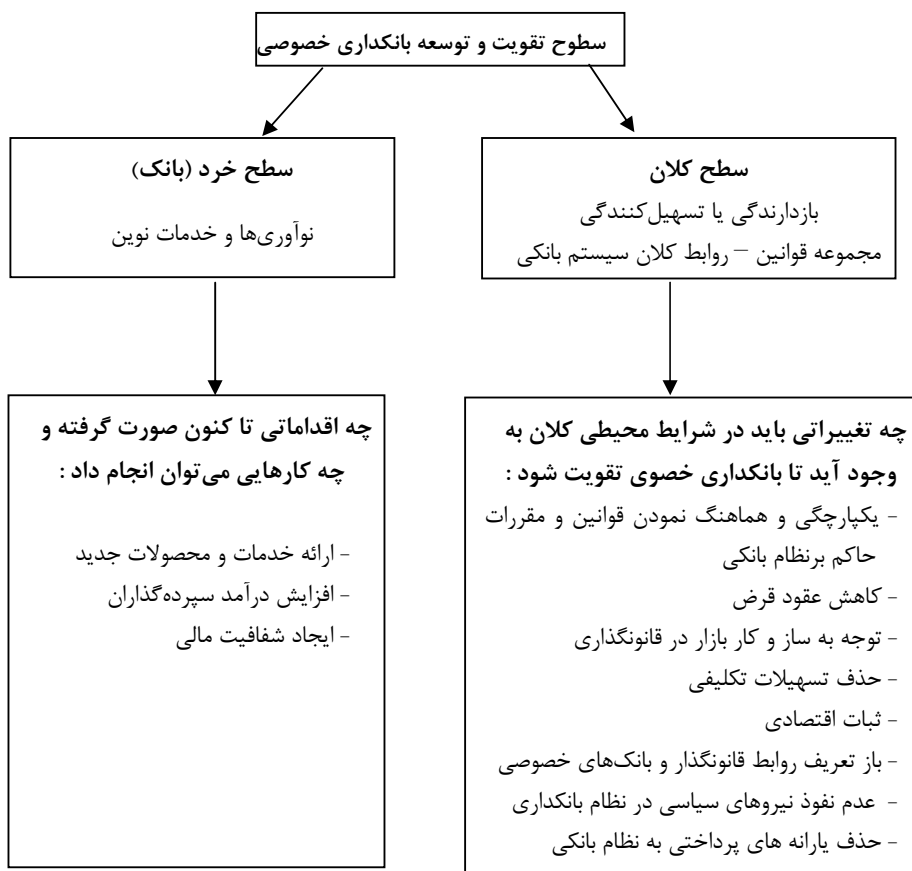 سطوح تقویت و توسعه بانکداری خصوصی
سطح کلان
بازدارندگی یا تسهیل‌کنندگی
مجموعه قوانین – روابط کلان سیستم بانکی
سطح خرد (بانک)
نوآوری‌ها و خدمات نوین
چه تغییراتی باید در شرایط محیطی کلان به
وجود آید تا بانکداری خصوی تقویت شود :
- یکپارچگی و هماهنگ نمودن قوانین و مقررات
حاکم برنظام بانکی
- کاهش عقود قرض
- توجه به ساز و کار بازار در قانونگذاری
- حذف تسهیلات تکلیفی
- ثبات اقتصادی
- باز تعریف روابط قانونگذار و بانک‌های خصوصی
- عدم نفوذ نیروهای سیاسی در نظام بانکداری
- حذف یارانه های پرداختی به نظام بانکی
چه اقداماتی تا کنون صورت گرفته و
چه کارهایی می‌توان انجام داد :
- ارائه خدمات و محصولات جدید
- افزایش درآمد سپرده‌گذاران
- ایجاد شفافیت مالی